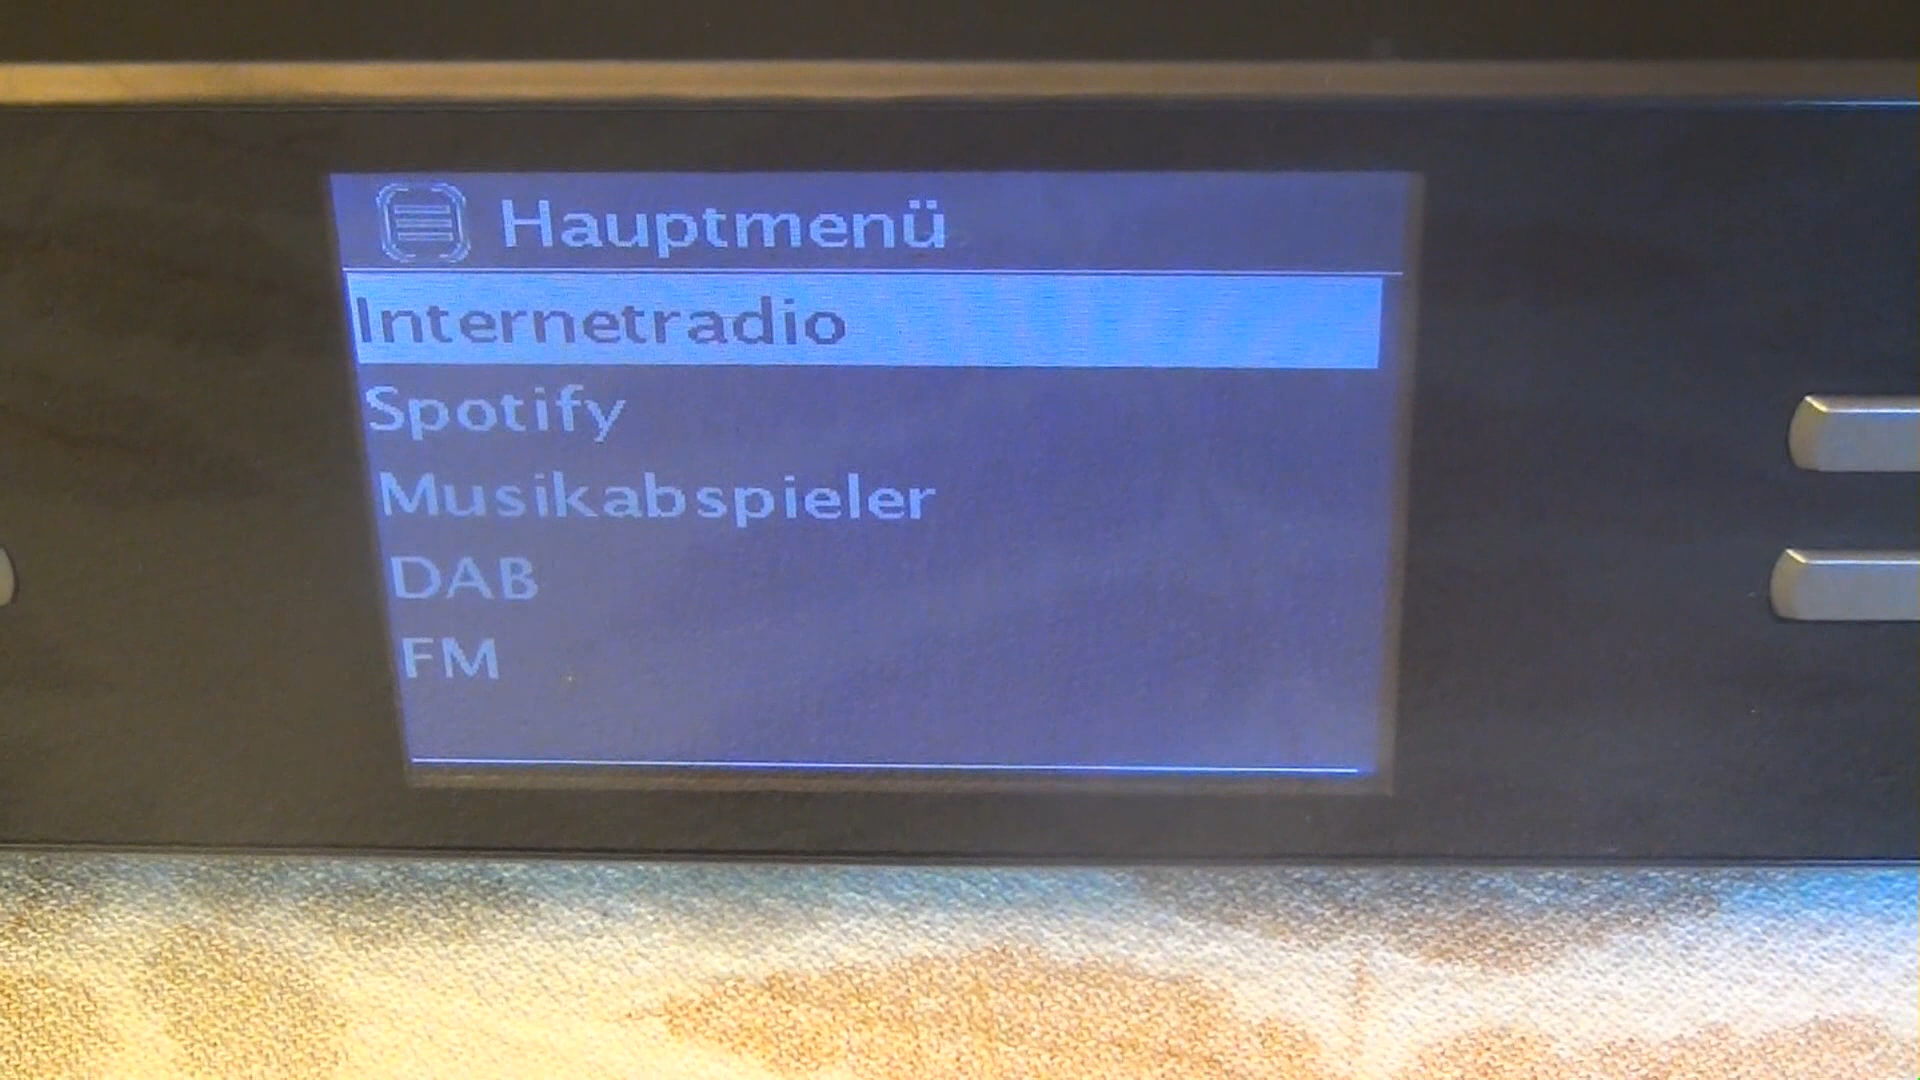 Hauptmenü
Internetradio
Spotify
Musikabspieler
DAB
FM